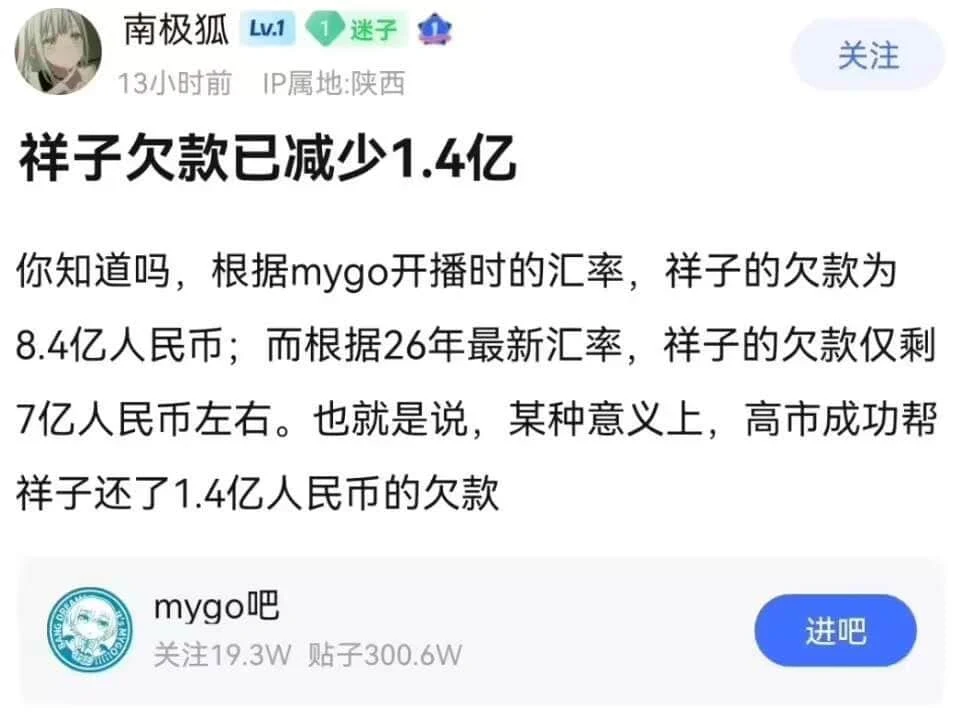 南极狐 Lv.1 1 迷子 1
13小时前 IP属地:陕西
关注
祥子欠款已减少1.4亿
你知道吗，根据mygo开播时的汇率，祥子的欠款为
8.4亿人民币；而根据26年最新汇率，祥子的欠款仅剩
7亿人民币左右。也就是说，某种意义上，高市成功帮
祥子还了1.4亿人民币的欠款
BANG DREAM! IT'S MYGO!!!!!
mygo吧
关注19.3W 贴子300.6W
进吧